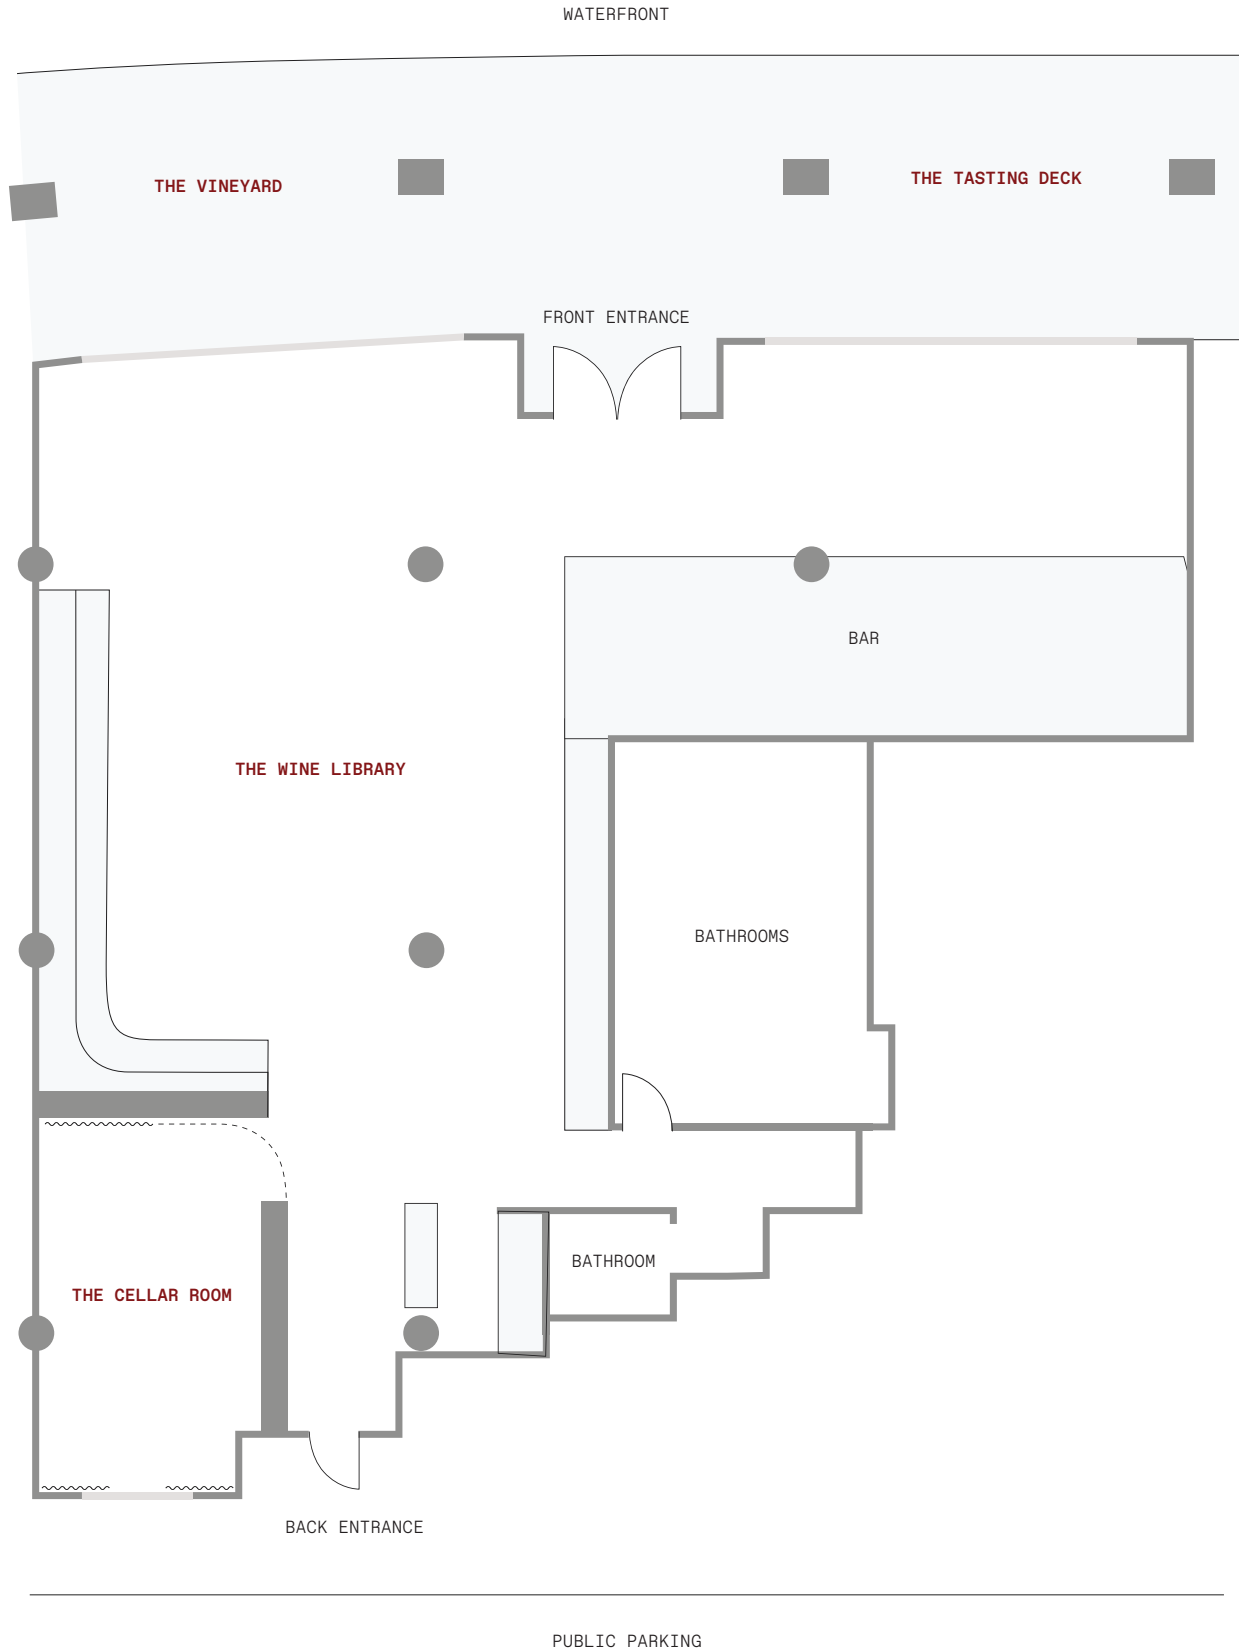 WATERFRONT
THE VINEYARD
THE TASTING DECK
FRONT ENTRANCE
BAR
THE WINE LIBRARY
BATHROOMS
BATHROOM
THE CELLAR ROOM
BACK ENTRANCE
PUBLIC PARKING